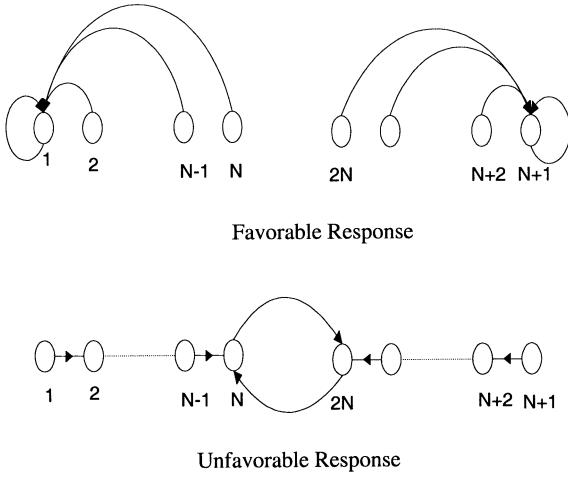 1 2 N-1 N 2N N+2 N+1
Favorable Response
1 2 N-1 N 2N N+2 N+1
Unfavorable Response